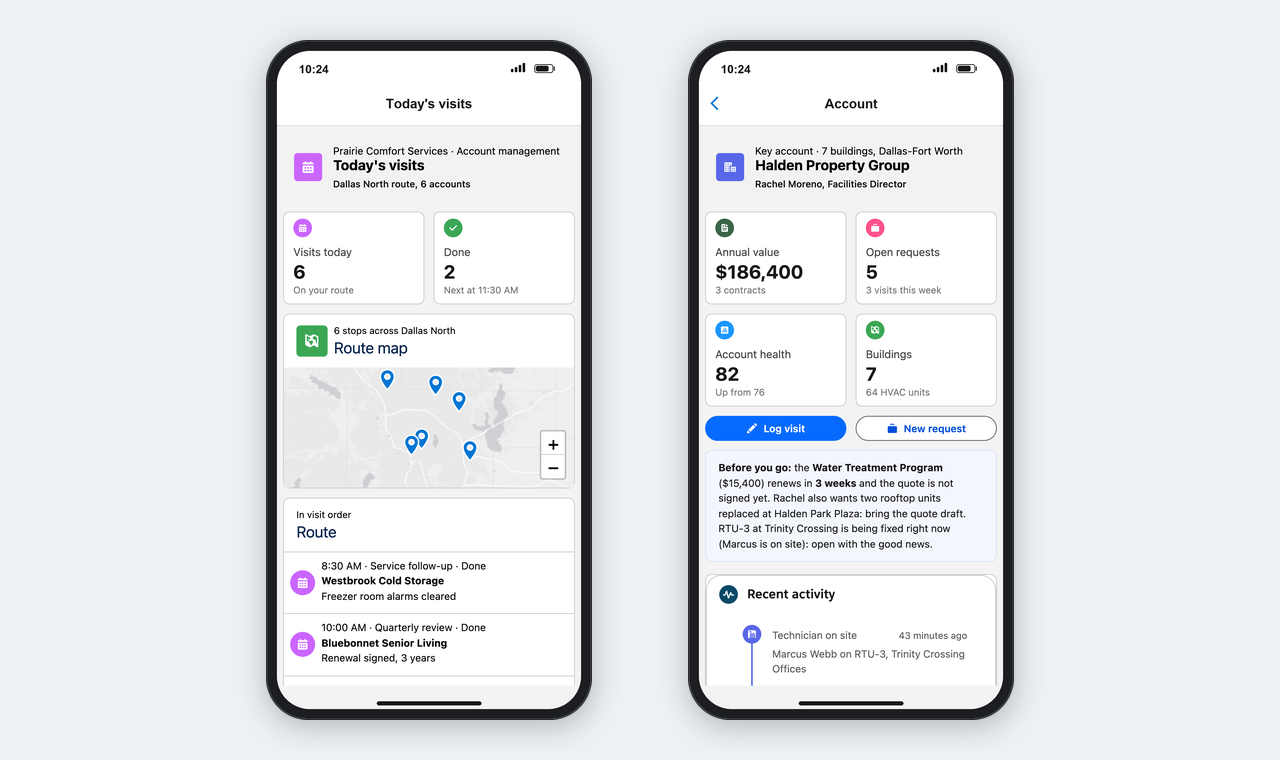 10:24
Today's visits
Prairie Comfort Services · Account management
Today's visits
Dallas North route, 6 accounts
Visits today
6
On your route
Done
2
Next at 11:30 AM
6 stops across Dallas North
Route map
+
−
In visit order
Route
8:30 AM · Service follow-up · Done
Westbrook Cold Storage
Freezer room alarms cleared
10:00 AM · Quarterly review · Done
Bluebonnet Senior Living
Renewal signed, 3 years
10:24
Account
Key account · 7 buildings, Dallas-Fort Worth
Halden Property Group
Rachel Moreno, Facilities Director
Annual value
$186,400
3 contracts
Open requests
5
3 visits this week
Account health
82
Up from 76
Buildings
7
64 HVAC units
Log visit
New request
Before you go: the Water Treatment Program
($15,400) renews in 3 weeks and the quote is not
signed yet. Rachel also wants two rooftop units
replaced at Halden Park Plaza: bring the quote draft.
RTU-3 at Trinity Crossing is being fixed right now
(Marcus is on site): open with the good news.
Recent activity
Technician on site
43 minutes ago
Marcus Webb on RTU-3, Trinity Crossing
Offices